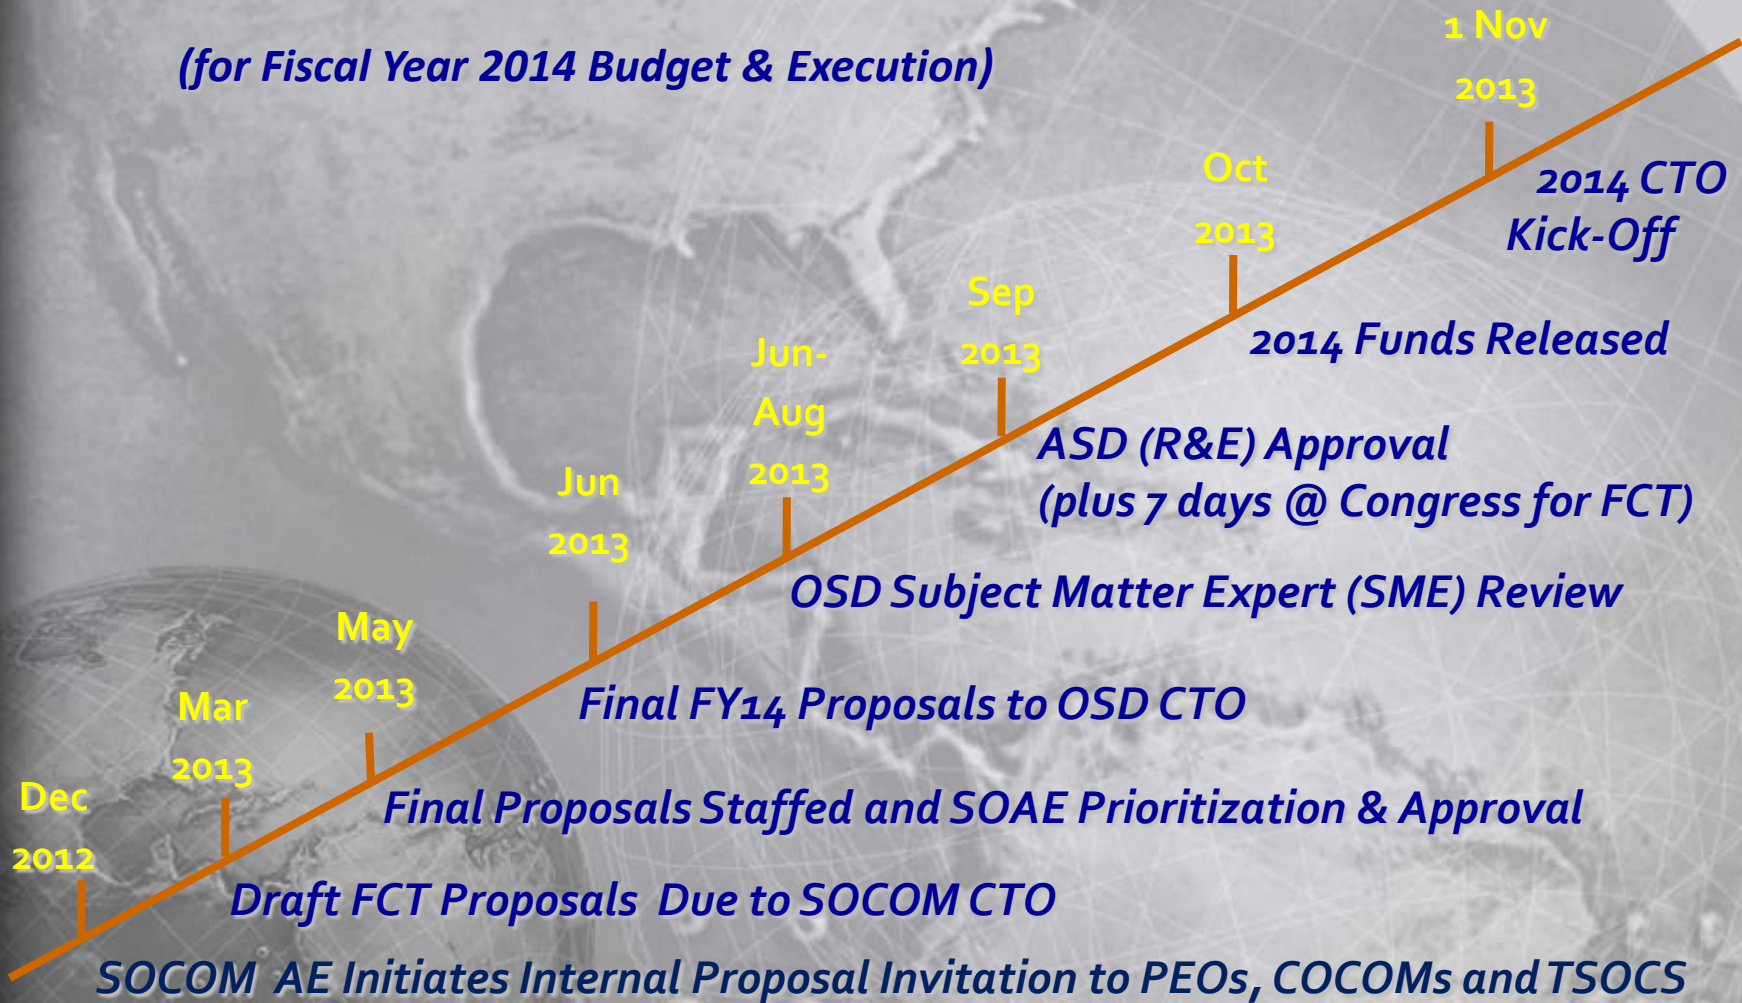 (for Fiscal Year 2014 Budget & Execution)
1 Nov
2013
2014 CTO
Kick-Off
Oct
2013
2014 Funds Released
Sep
2013
ASD (R&E) Approval
(plus 7 days @ Congress for FCT)
Jun-
Aug
2013
OSD Subject Matter Expert (SME) Review
Jun
2013
Final FY14 Proposals to OSD CTO
May
2013
Final Proposals Staffed and SOAE Prioritization & Approval
Mar
2013
Draft FCT Proposals Due to SOCOM CTO
Dec
2012
SOCOM AE Initiates Internal Proposal Invitation to PEOs, COCOMs and TSOCS